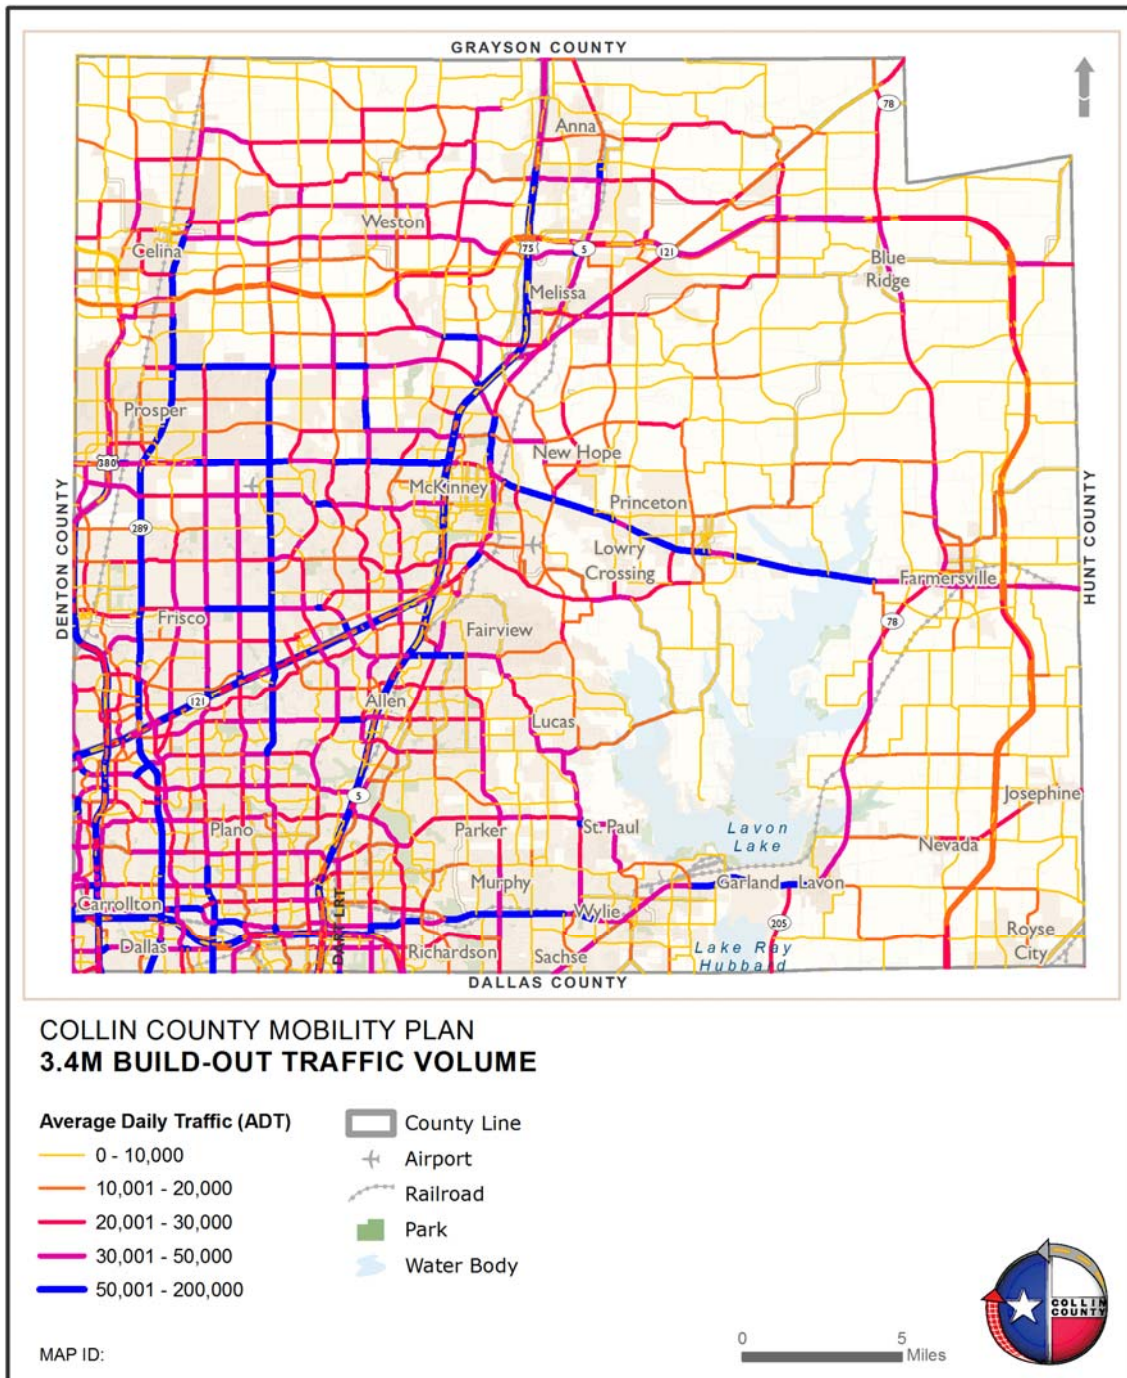 GRAYSON COUNTY
78
Anna
Weston
Celina
75
5
121
Blue
Ridge
Melissa
Prosper
380
New Hope
McKinney
Princeton
289
DENTON COUNTY
HUNT COUNTY
Lowry
Crossing
Farmersville
Frisco
Fairview
78
121
Allen
Lucas
5
Josephine
Plano
Parker
St. Paul
Lavon
Lake
Nevada
Murphy
Garland
Lavon
Carrollton
DART LRT
Wylie
205
Dallas
Richardson
Sachse
Lake Ray
Hubbard
Royse
City
DALLAS COUNTY
COLLIN COUNTY MOBILITY PLAN
3.4M BUILD-OUT TRAFFIC VOLUME
Average Daily Traffic (ADT)
0 - 10,000
10,001 - 20,000
20,001 - 30,000
30,001 - 50,000
50,001 - 200,000
County Line
Airport
Railroad
Park
Water Body
COLLIN
COUNTY
0 5
Miles
MAP ID: